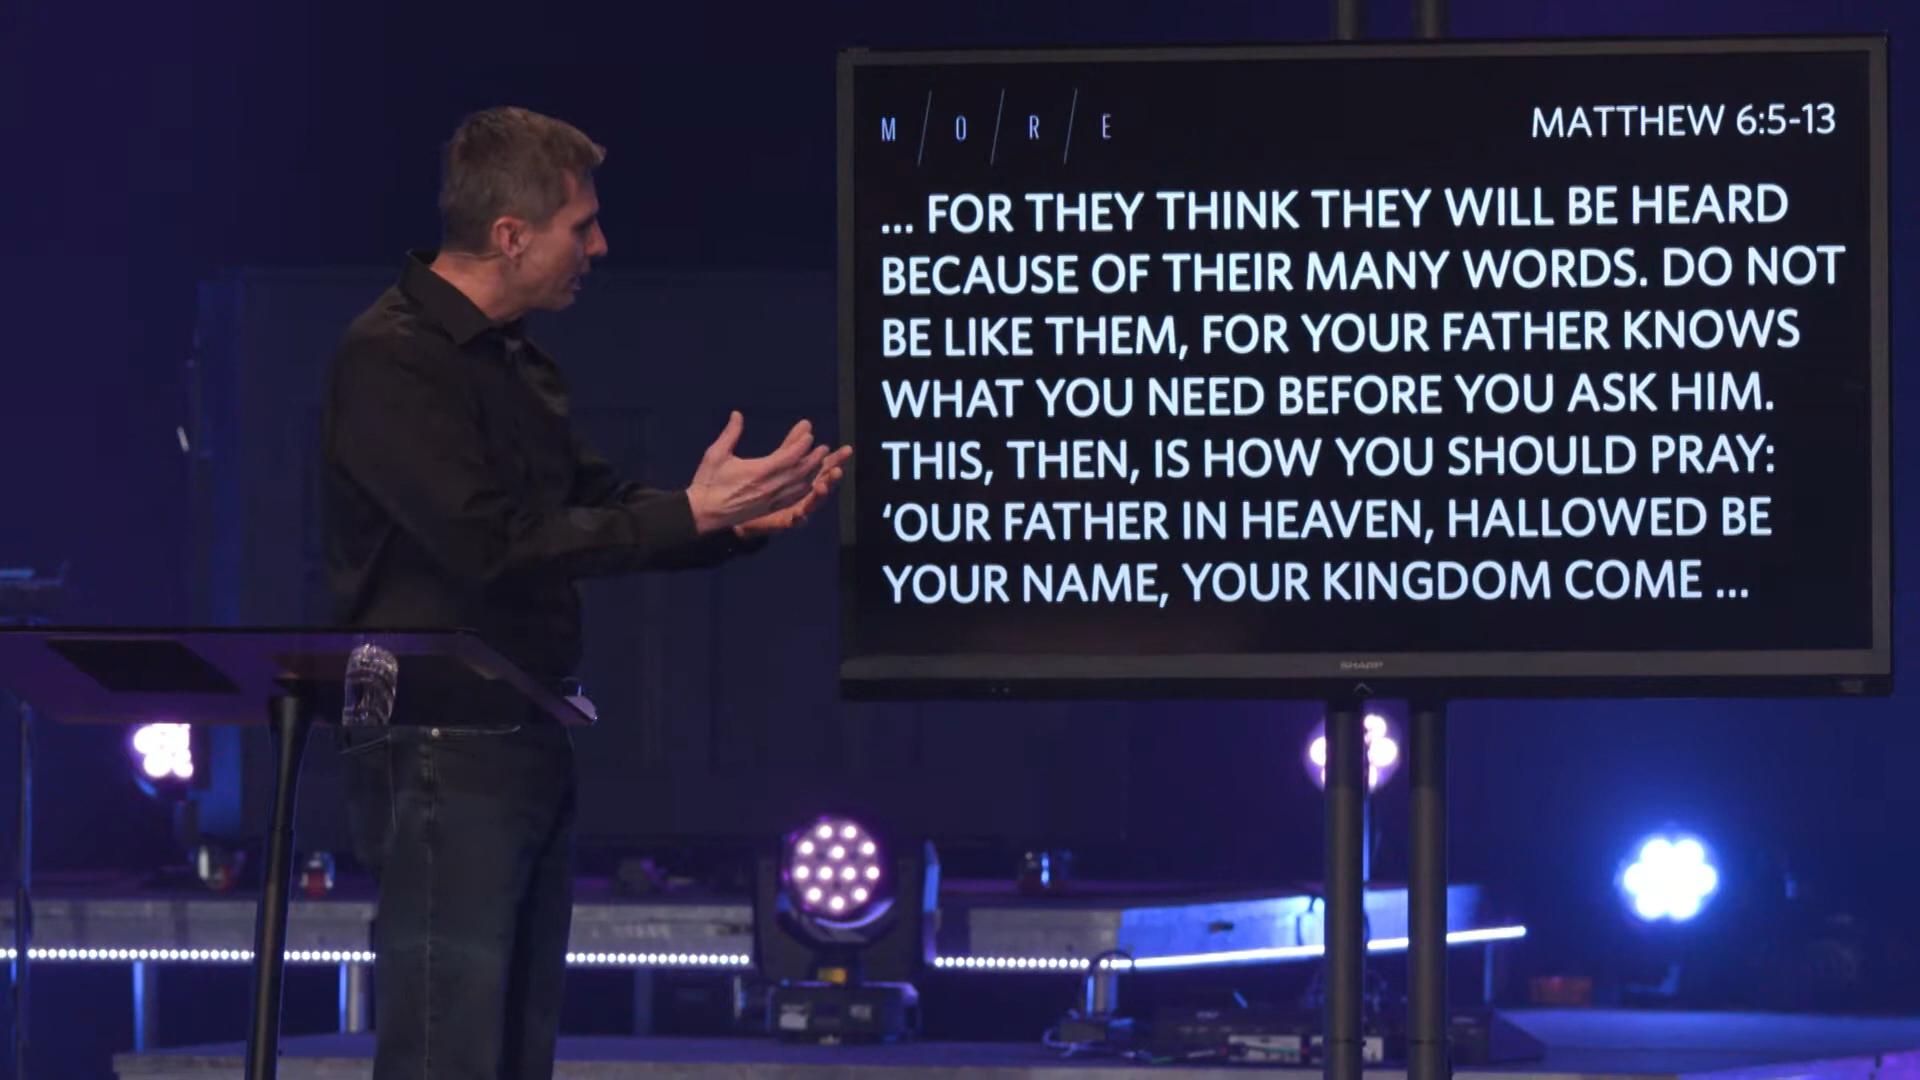 M / O / R / E
MATTHEW 6:5-13
... FOR THEY THINK THEY WILL BE HEARD
BECAUSE OF THEIR MANY WORDS. DO NOT
BE LIKE THEM, FOR YOUR FATHER KNOWS
WHAT YOU NEED BEFORE YOU ASK HIM.
THIS, THEN, IS HOW YOU SHOULD PRAY:
‘OUR FATHER IN HEAVEN, HALLOWED BE
YOUR NAME, YOUR KINGDOM COME ...
SHARP